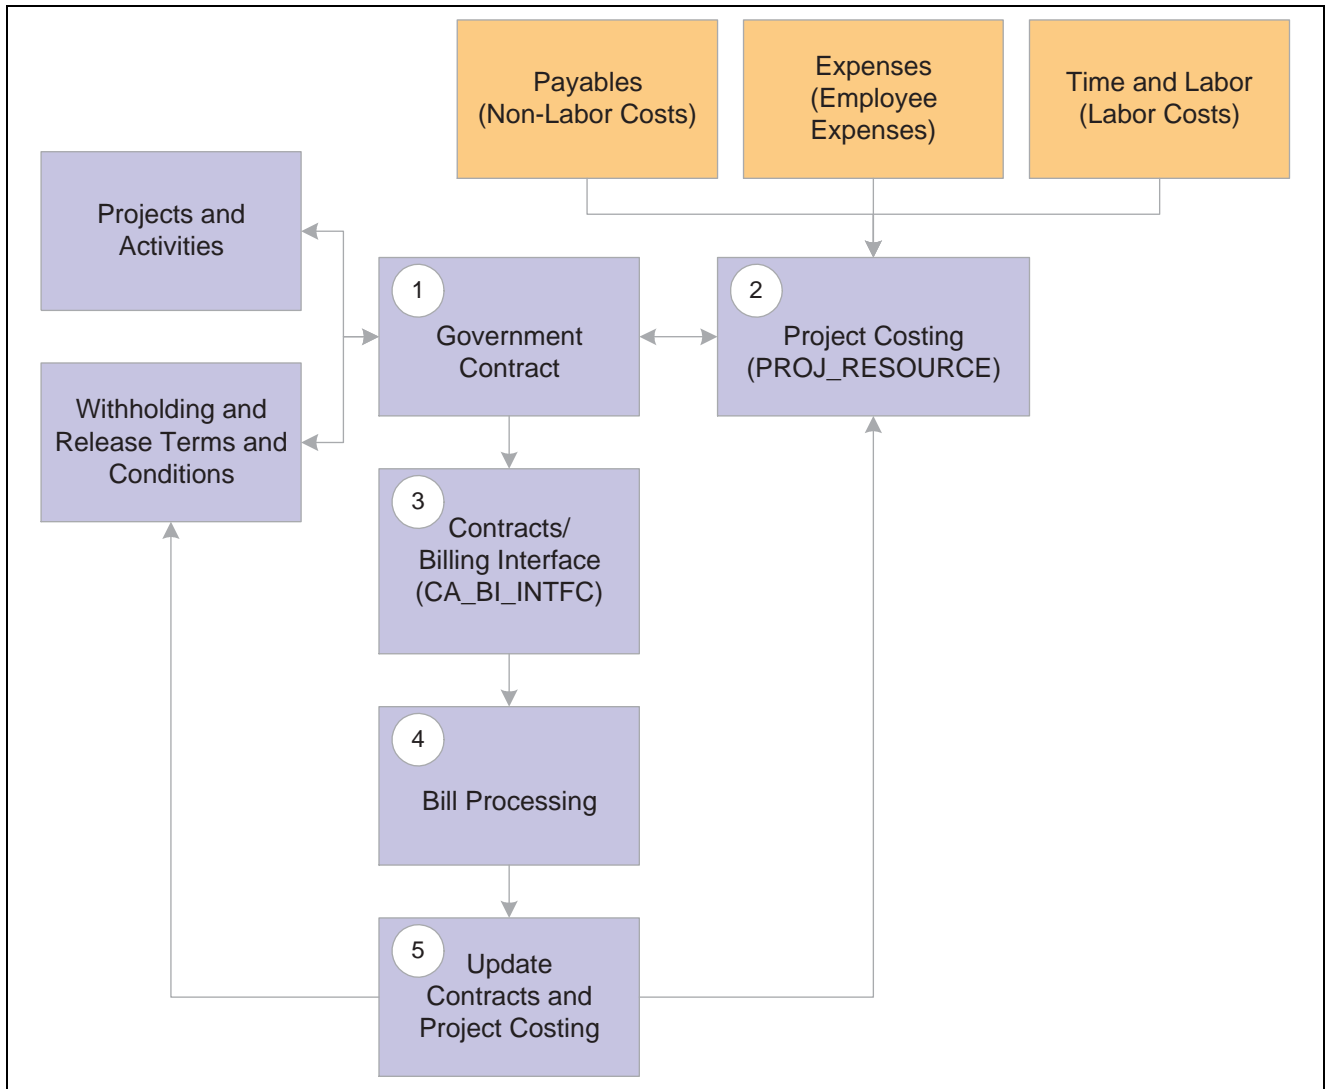 Payables
(Non-Labor Costs)
Expenses
(Employee
Expenses)
Time and Labor
(Labor Costs)
Projects and
Activities
1
Government
Contract
2
Project Costing
(PROJ_RESOURCE)
Withholding and
Release Terms and
Conditions
3
Contracts/
Billing Interface
(CA_BI_INTFC)
4
Bill Processing
5
Update
Contracts and
Project Costing